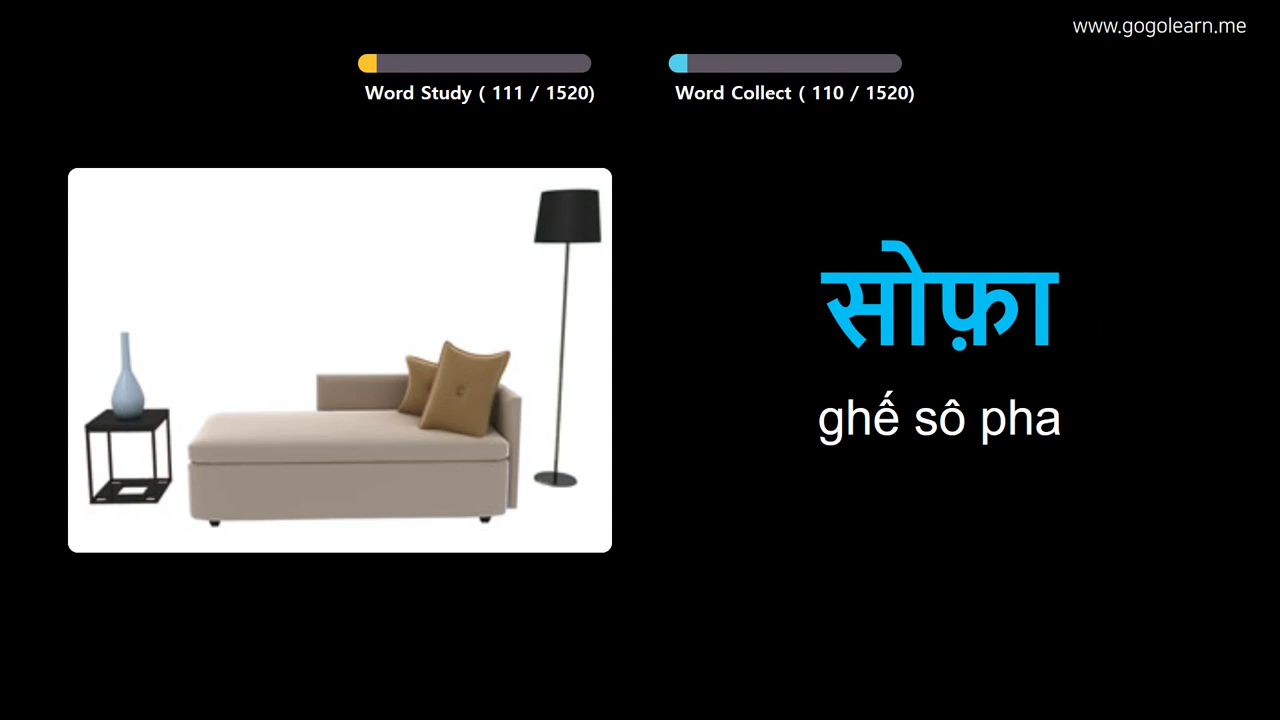 www.gogolearn.me
Word Study ( 111 / 1520)
Word Collect ( 110 / 1520)
सोफ़ा
ghế sô pha